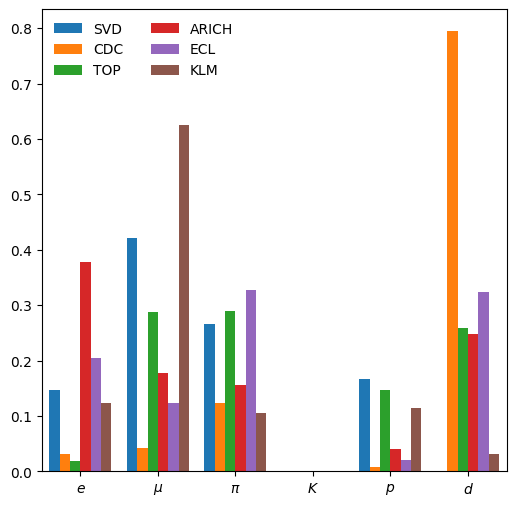 0.8
0.7
0.6
0.5
0.4
0.3
0.2
0.1
0.0
SVD
CDC
TOP
ARICH
ECL
KLM
e μ π K p d